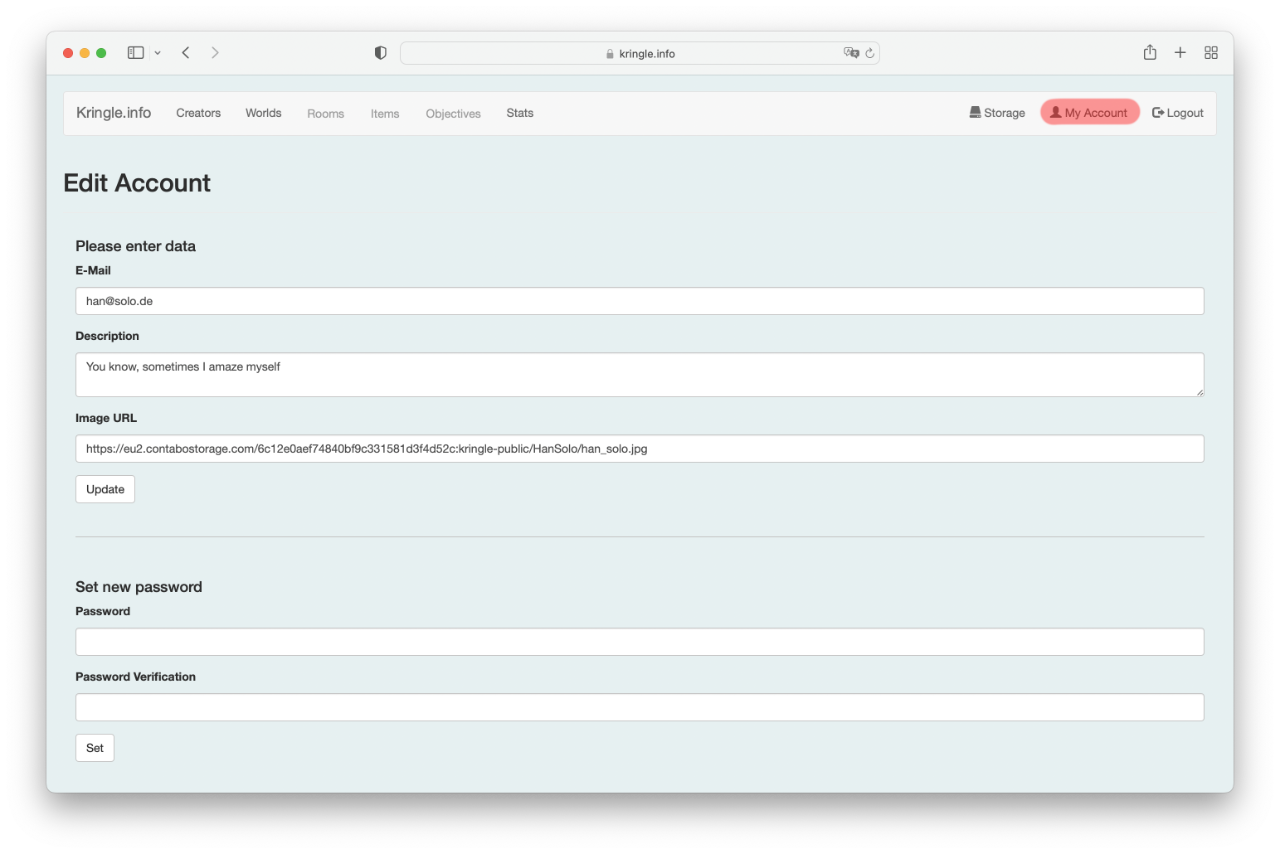 kringle.info
Kringle.info Creators Worlds Rooms Items Objectives Stats Storage My Account Logout
Edit Account
Please enter data
E-Mail
han@solo.de
Description
You know, sometimes I amaze myself
Image URL
https://eu2.contabostorage.com/6c12e0aef74840bf9c331581d3f4d52c:kringle-public/HanSolo/han_solo.jpg
Update
Set new password
Password
Password Verification
Set